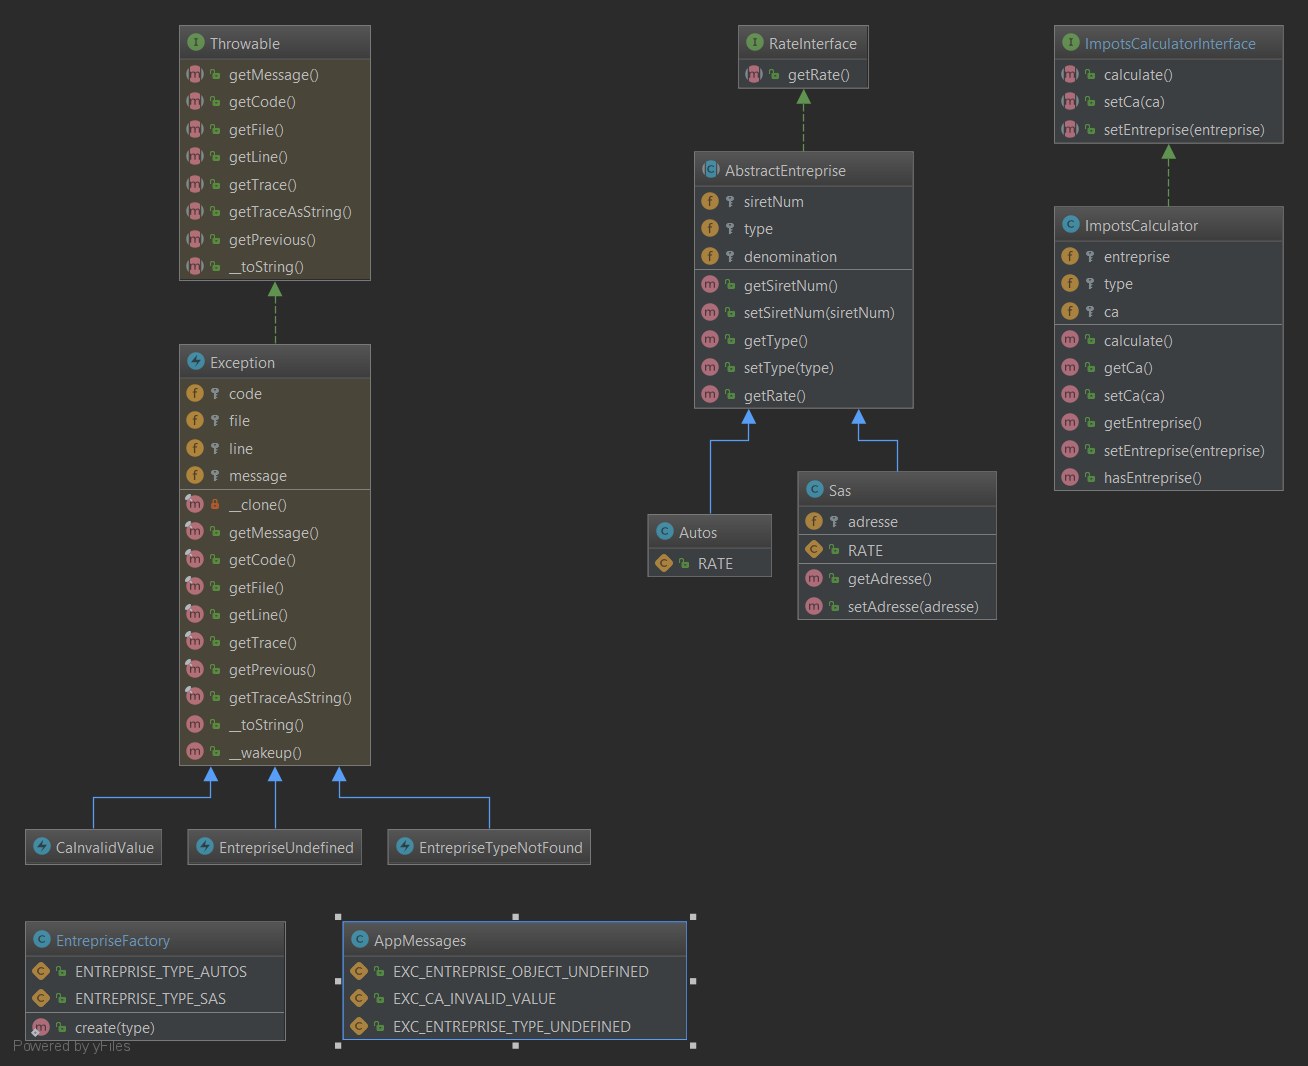 Throwable
getMessage()
getCode()
getFile()
getLine()
getTrace()
getTraceAsString()
getPrevious()
__toString()
Exception
code
file
line
message
__clone()
getMessage()
getCode()
getFile()
getLine()
getTrace()
getPrevious()
getTraceAsString()
__toString()
__wakeup()
CaInvalidValue
EntrepriseUndefined
EntrepriseTypeNotFound
RateInterface
getRate()
AbstractEntreprise
siretNum
type
denomination
getSiretNum()
setSiretNum(siretNum)
getType()
setType(type)
getRate()
Autos
RATE
Sas
adresse
RATE
getAdresse()
setAdresse(adresse)
ImpotsCalculatorInterface
calculate()
setCa(ca)
setEntreprise(entreprise)
ImpotsCalculator
entreprise
type
ca
calculate()
getCa()
setCa(ca)
getEntreprise()
setEntreprise(entreprise)
hasEntreprise()
EntrepriseFactory
ENTREPRISE_TYPE_AUTOS
ENTREPRISE_TYPE_SAS
create(type)
AppMessages
EXC_ENTREPRISE_OBJECT_UNDEFINED
EXC_CA_INVALID_VALUE
EXC_ENTREPRISE_TYPE_UNDEFINED
Powered by yFiles